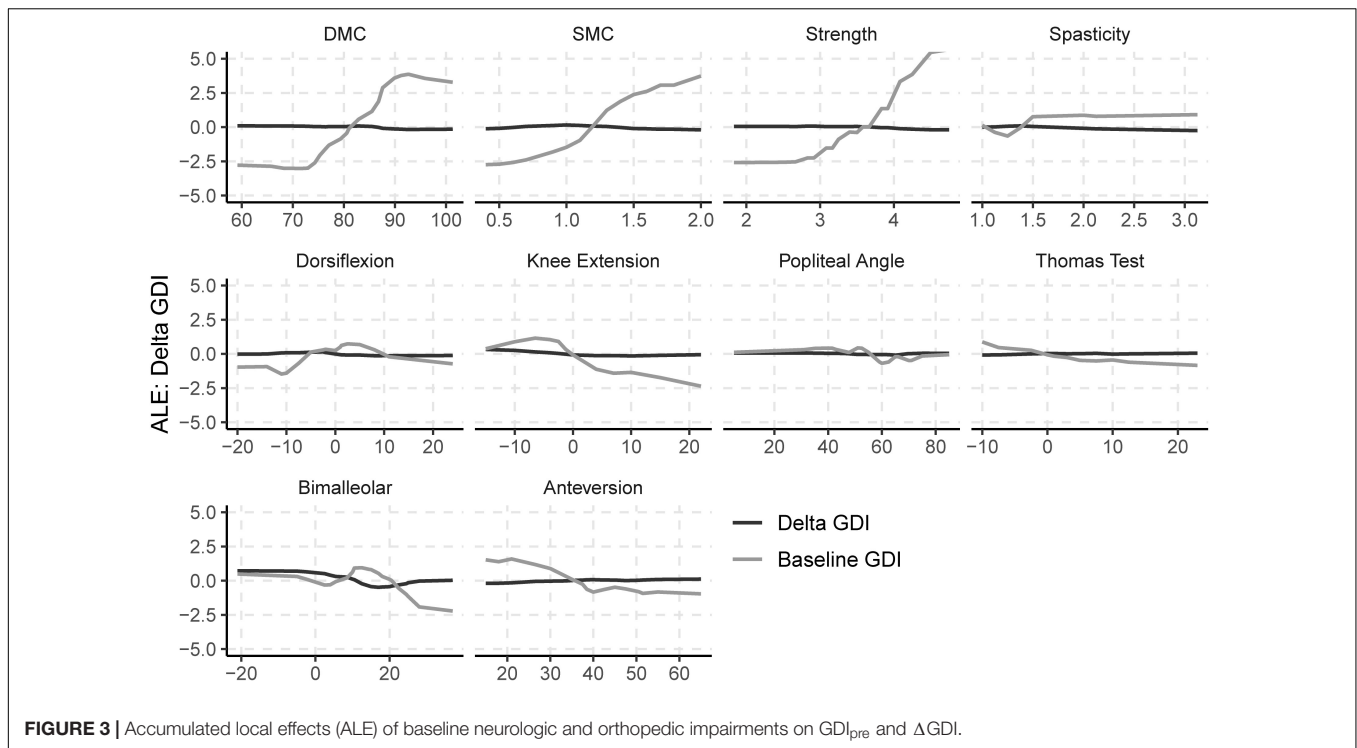 DMC SMC Strength Spasticity
5.0
2.5
0.0
−2.5
−5.0
60 70 80 90 100 0.5 1.0 1.5 2.0 2 3 4 1.0 1.5 2.0 2.5 3.0
Dorsiflexion Knee Extension Popliteal Angle Thomas Test
5.0
2.5
0.0
−2.5
−5.0
−20 −10 0 10 20 −10 0 10 20 20 40 60 80 −10 0 10 20
ALE: Delta GDI
Bimalleolar Anteversion
5.0
2.5
0.0
−2.5
−5.0
−20 0 20 20 30 40 50 60
Delta GDI
Baseline GDI
FIGURE 3 | Accumulated local effects (ALE) of baseline neurologic and orthopedic impairments on GDIpre and ΔGDI.